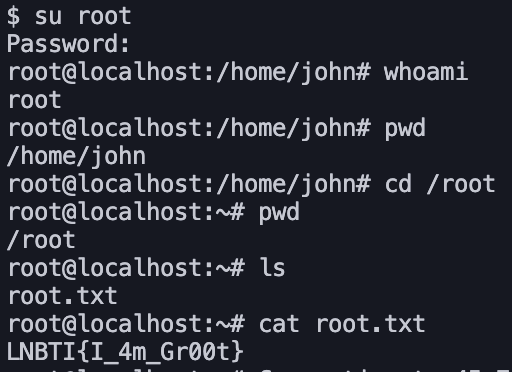 $ su root
Password:
root@localhost:/home/john# whoami
root
root@localhost:/home/john# pwd
/home/john
root@localhost:/home/john# cd /root
root@localhost:~# pwd
/root
root@localhost:~# ls
root.txt
root@localhost:~# cat root.txt
LNBTI{I_4m_Gr00t}